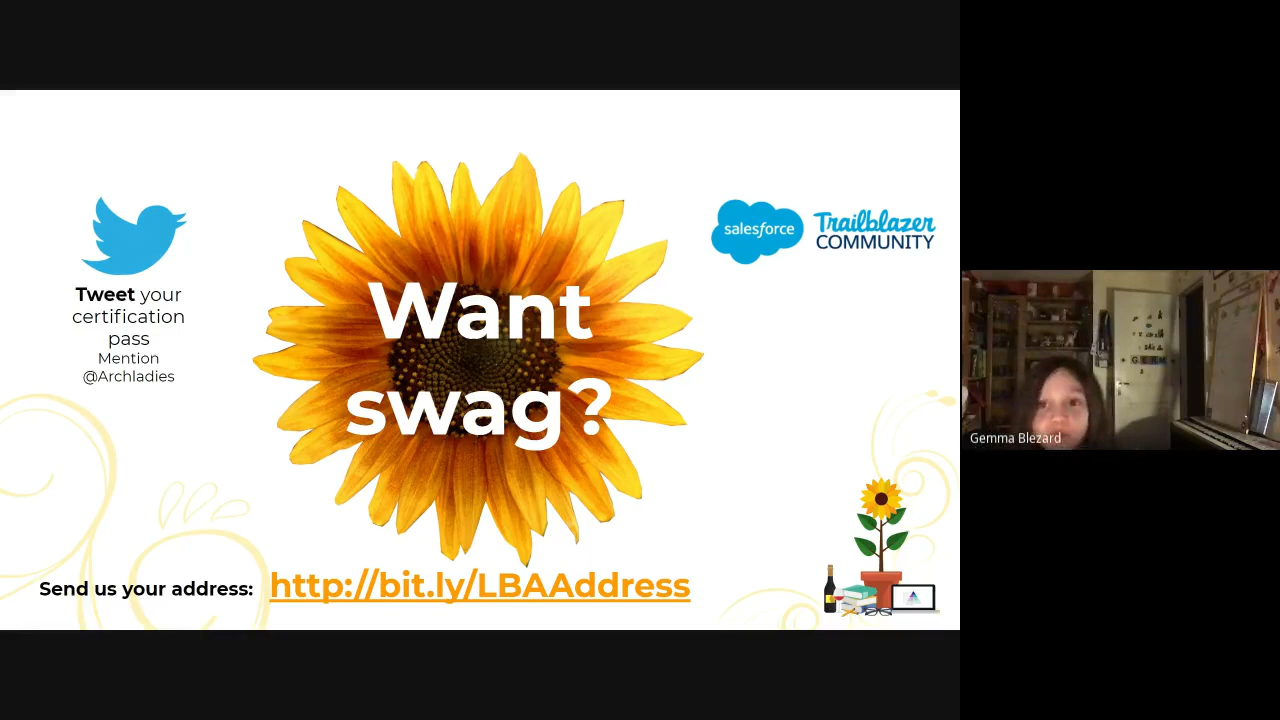 Want
swag?
Tweet your
certification
pass
Mention
@Archladies
salesforce
Trailblazer
COMMUNITY
Send us your address: http://bit.ly/LBAAddress
Gemma Blezard